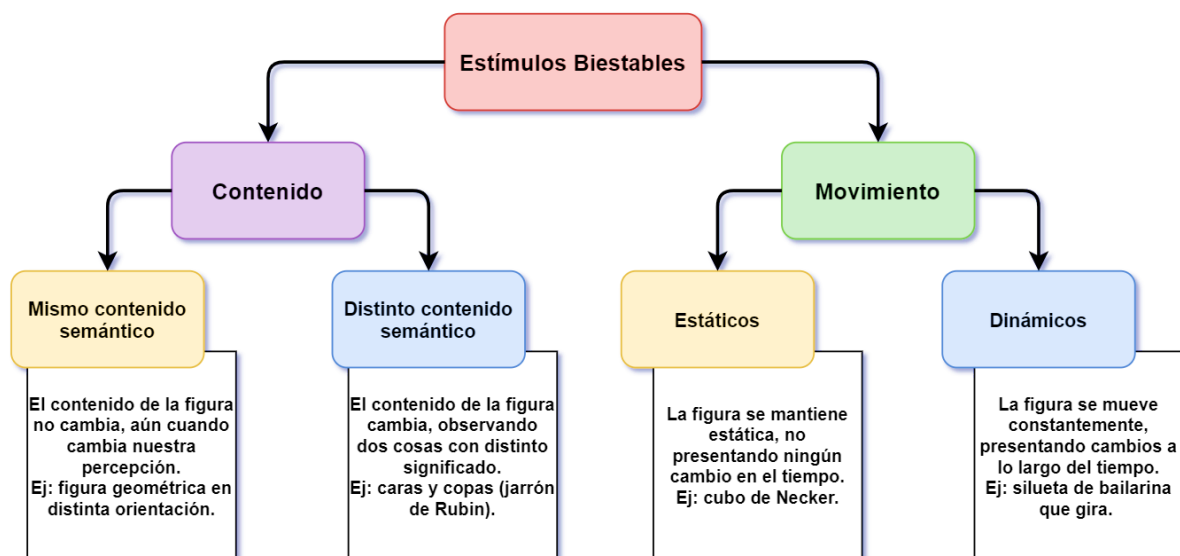 Estímulos Biestables
Contenido
Movimiento
Mismo contenido
semántico
Distinto contenido
semántico
Estáticos
Dinámicos
El contenido de la figura
no cambia, aún cuando
cambia nuestra
percepción.
Ej: figura geométrica en
distinta orientación.
El contenido de la figura
cambia, observando
dos cosas con distinto
significado.
Ej: caras y copas (jarrón
de Rubin).
La figura se mantiene
estática, no
presentando ningún
cambio en el tiempo.
Ej: cubo de Necker.
La figura se mueve
constantemente,
presentando cambios a
lo largo del tiempo.
Ej: silueta de bailarina
que gira.